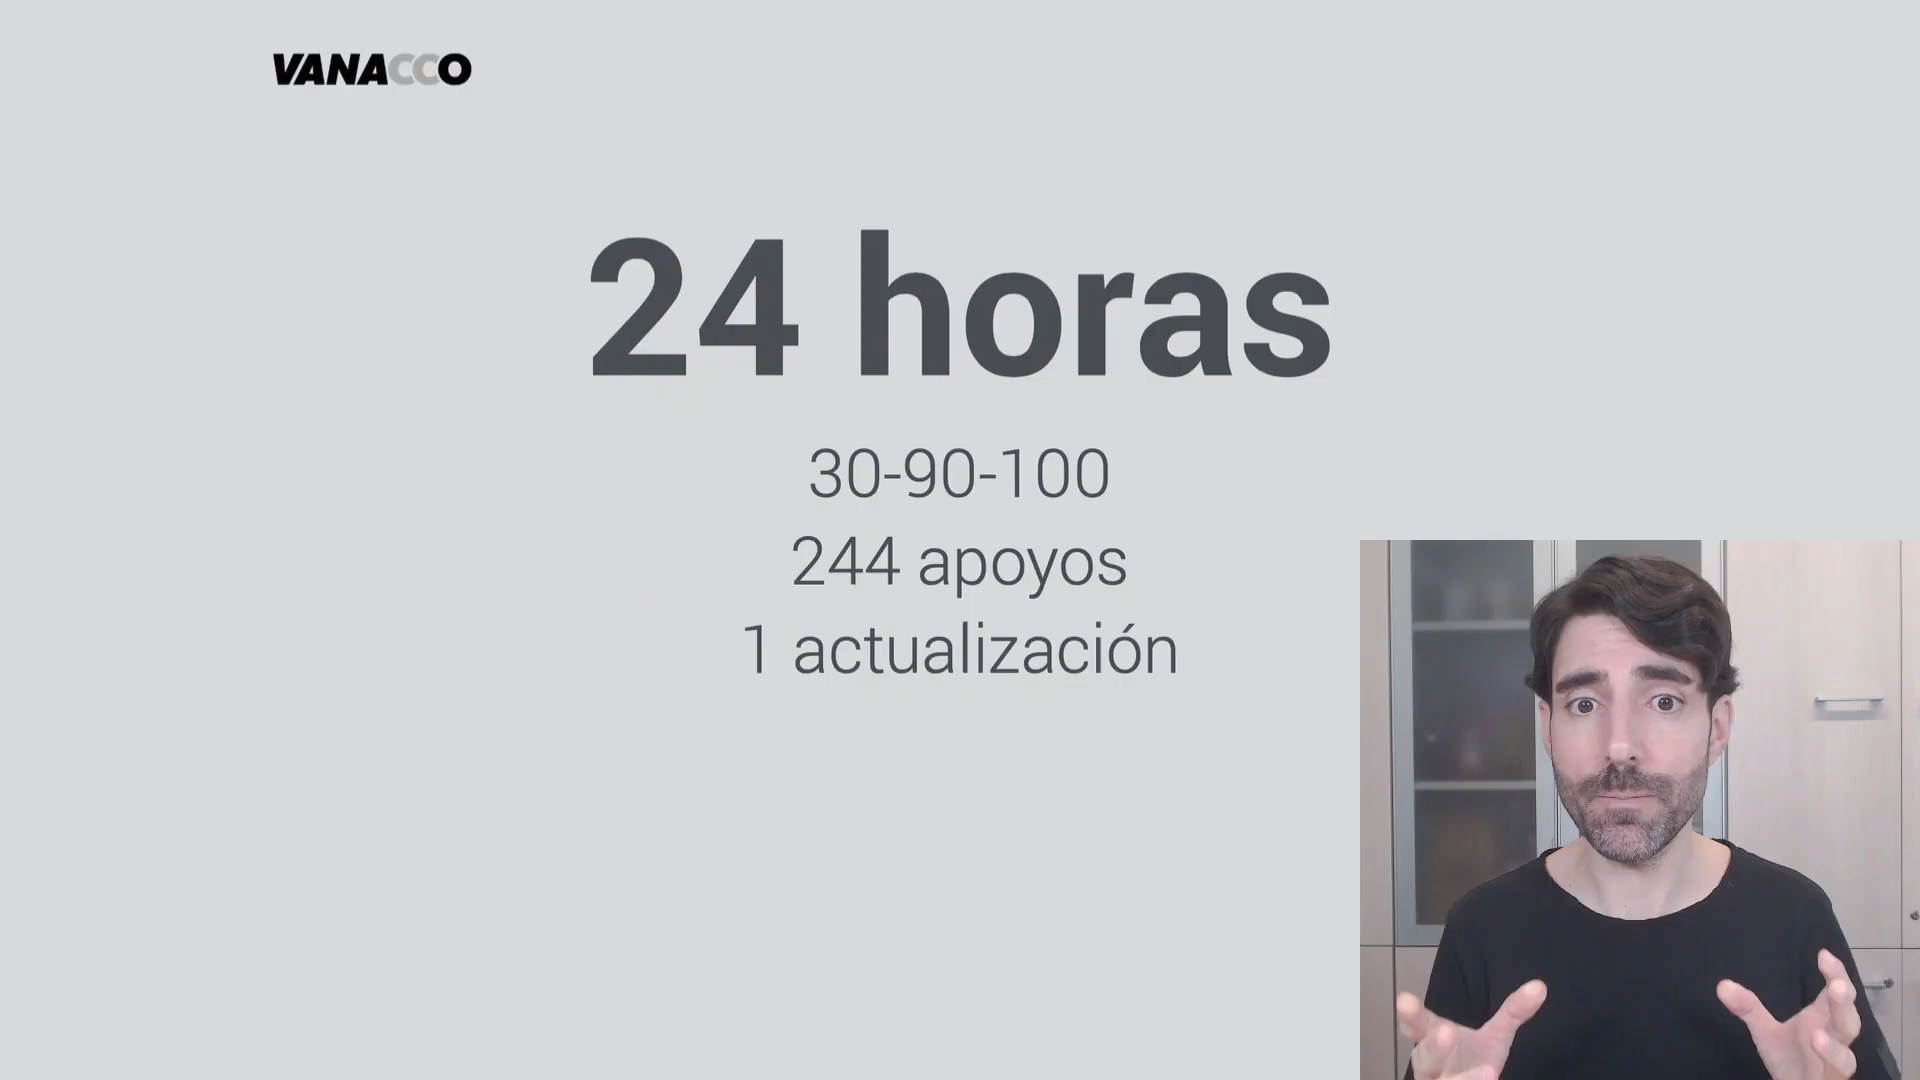 VANACCO
24 horas
30-90-100
244 apoyos
1 actualización